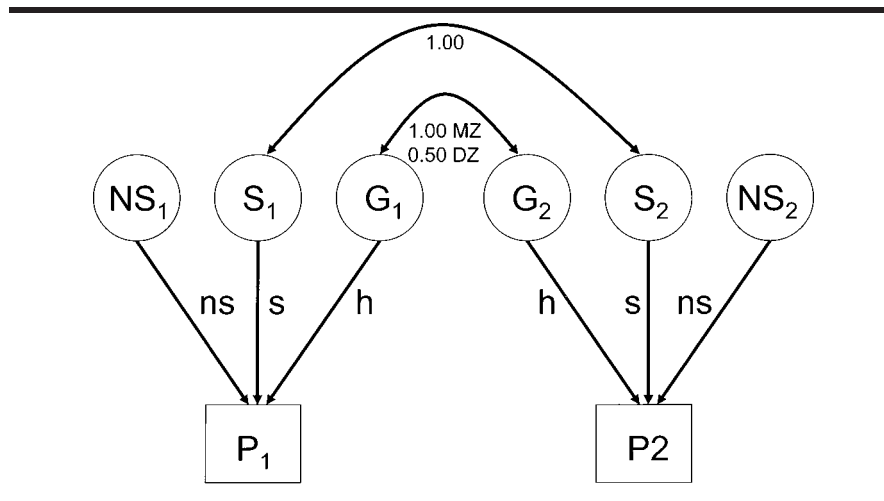 1.00
1.00 MZ
0.50 DZ
NS₁ S₁ G₁ G₂ S₂ NS₂
ns s h h s ns
P₁ P2